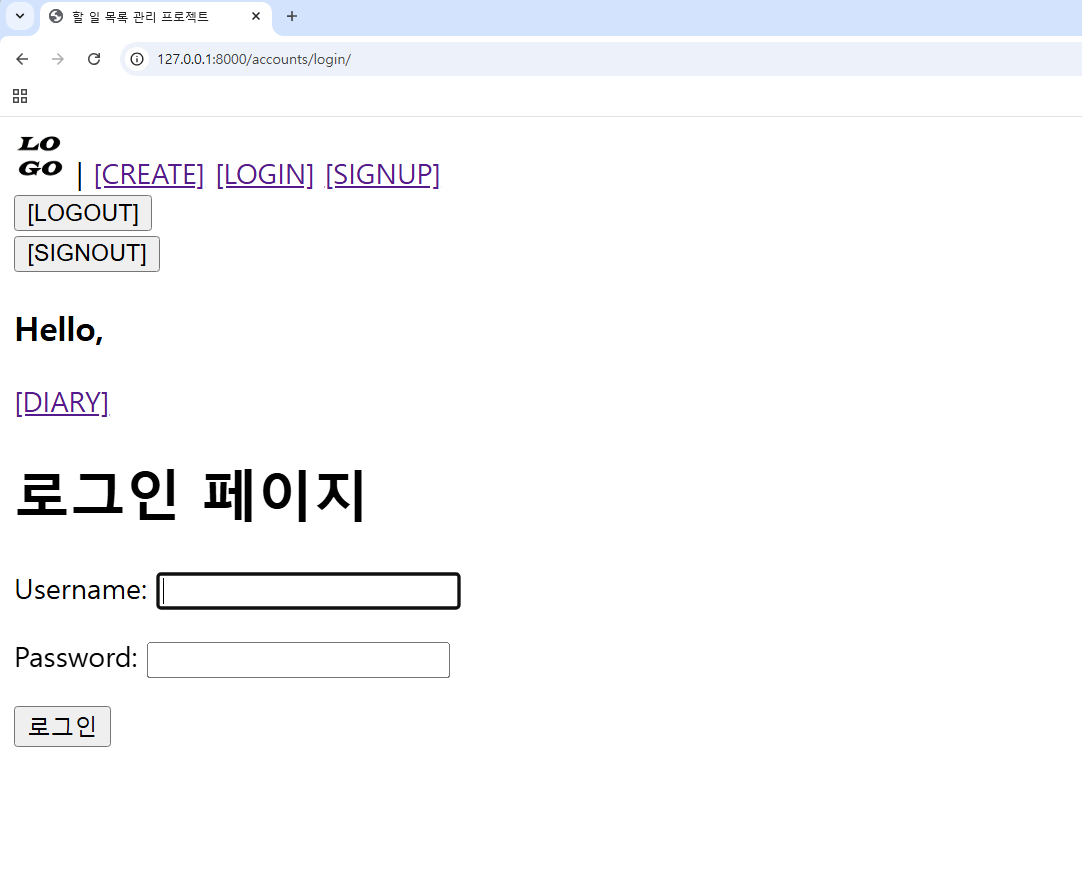 할 일 목록 관리 프로젝트
127.0.0.1:8000/accounts/login/
LO
GO | [CREATE] [LOGIN] [SIGNUP]
[LOGOUT]
[SIGNOUT]
Hello,
[DIARY]
로그인 페이지
Username:
Password:
로그인